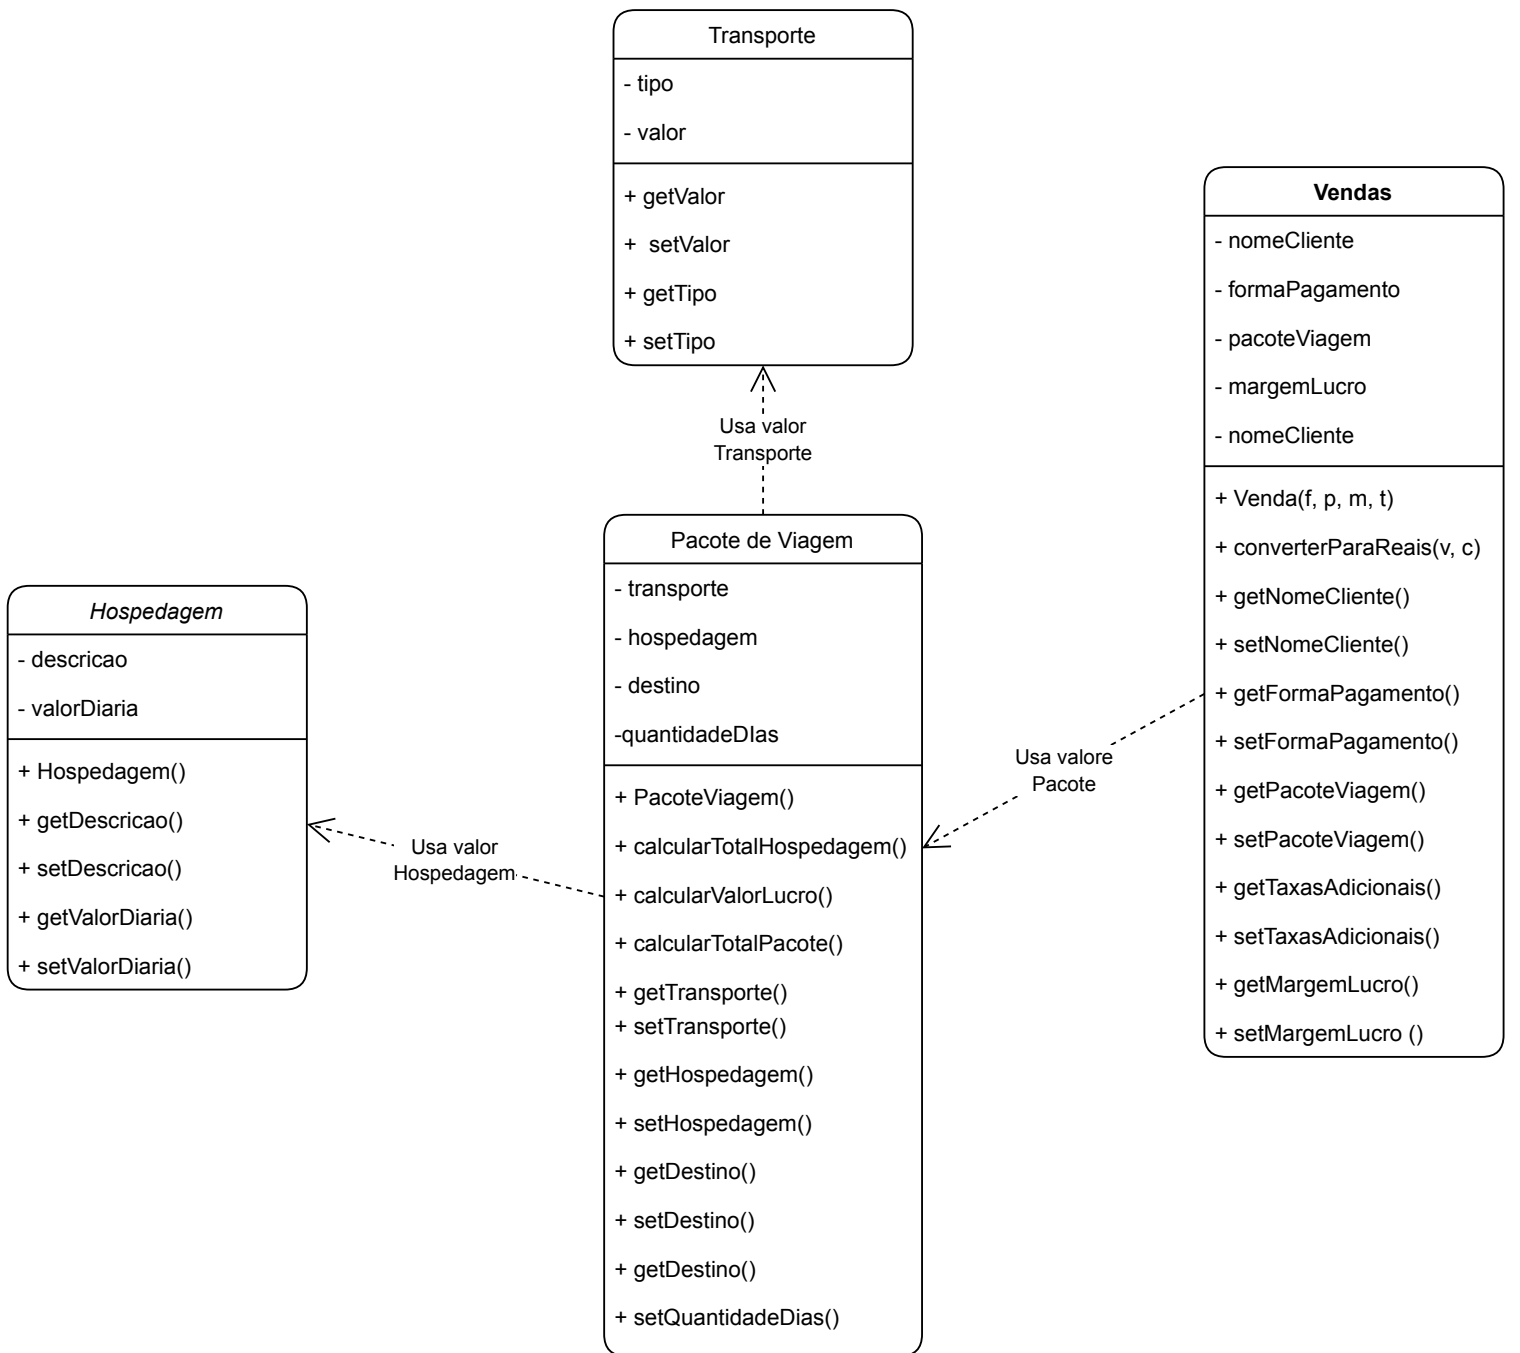 Transporte
- tipo
- valor
+ getValor
+  setValor
+ getTipo
+ setTipo
Usa valor
Transporte
Vendas
- nomeCliente
- formaPagamento
- pacoteViagem
- margemLucro
- nomeCliente
+ Venda(f, p, m, t)
+ converterParaReais(v, c)
+ getNomeCliente()
+ setNomeCliente()
+ getFormaPagamento()
+ setFormaPagamento()
+ getPacoteViagem()
+ setPacoteViagem()
+ getTaxasAdicionais()
+ setTaxasAdicionais()
+ getMargemLucro()
+ setMargemLucro ()
Usa valore
Pacote
Pacote de Viagem
- transporte
- hospedagem
- destino
-quantidadeDIas
+ PacoteViagem()
+ calcularTotalHospedagem()
+ calcularValorLucro()
+ calcularTotalPacote()
+ getTransporte()
+ setTransporte()
+ getHospedagem()
+ setHospedagem()
+ getDestino()
+ setDestino()
+ getDestino()
+ setQuantidadeDias()
Usa valor
Hospedagem
Hospedagem
- descricao
- valorDiaria
+ Hospedagem()
+ getDescricao()
+ setDescricao()
+ getValorDiaria()
+ setValorDiaria()